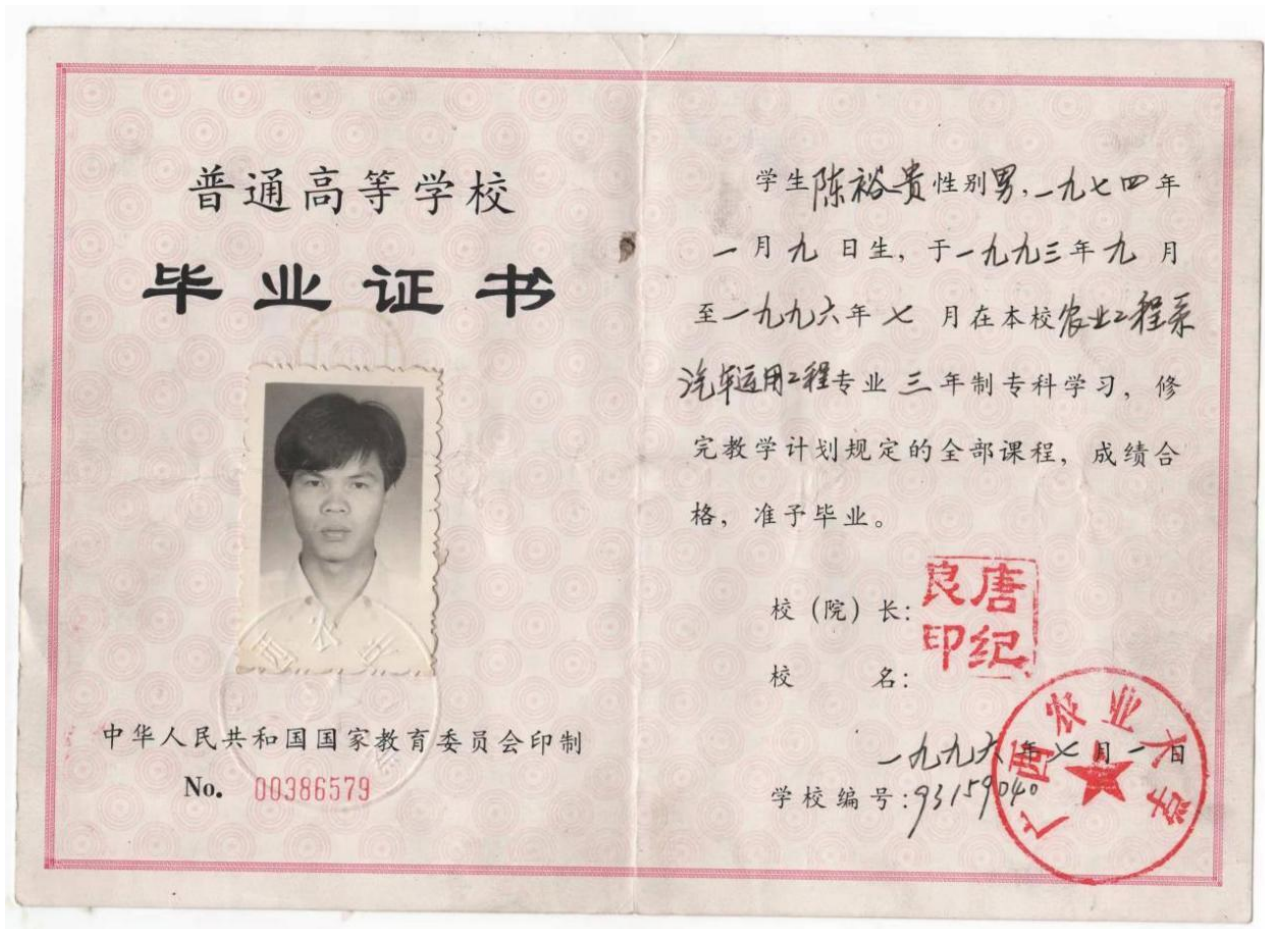 普通高等学校
毕业证书
中华人民共和国国家教育委员会印制
No. 00386579
学生陈裕贵性别男,一九七四年
一月九日生，于一九九三年九月
至一九九六年七月在本校农业工程系
汽车运用工程专业三年制专科学习，修
完教学计划规定的全部课程，成绩合
格，准予毕业。
校（院）长：
唐纪良印
校名：
广西农业大学
一九九六年七月一日
学校编号：93159040